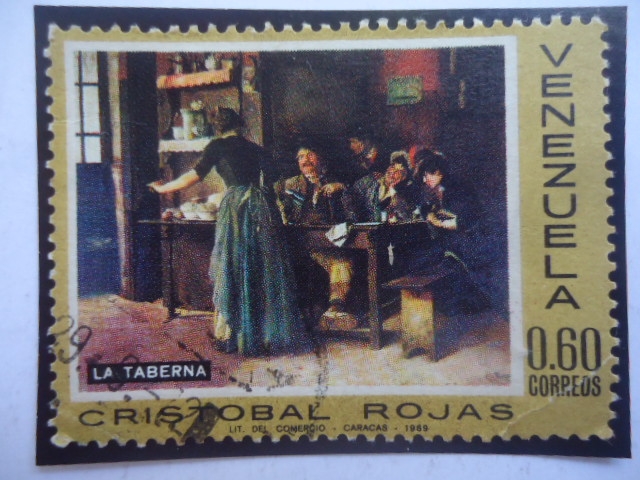 VENEZUELA
0.60
CORREOS
LA TABERNA
CRISTOBAL ROJAS
LIT. DEL COMERCIO - CARACAS - 1969